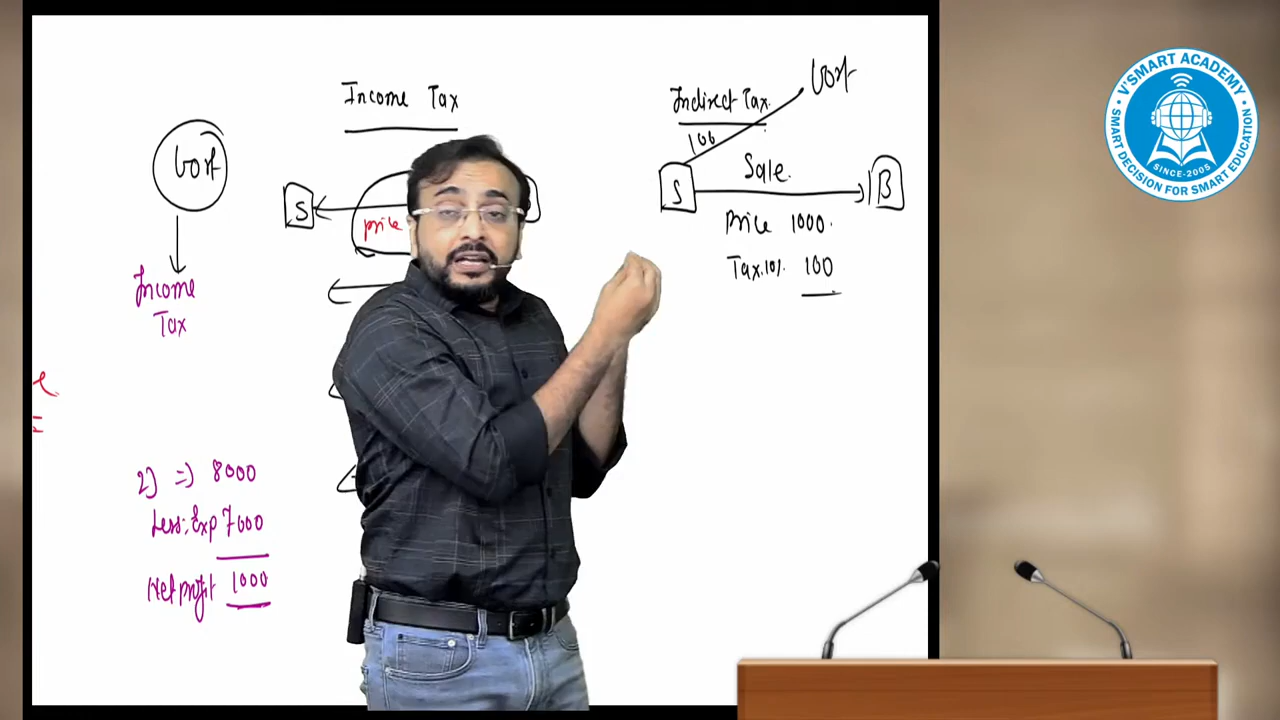 Income Tax
Govt
S
price
Income
Tax
2) => 8000
Less: Exp 7000
Net profit 1000
Indirect Tax
Govt
100
Sale.
S
B
Price 1000.
Tax.10%. 100
V'SMART ACADEMY
SMART DECISION FOR SMART EDUCATION
SINCE-2005